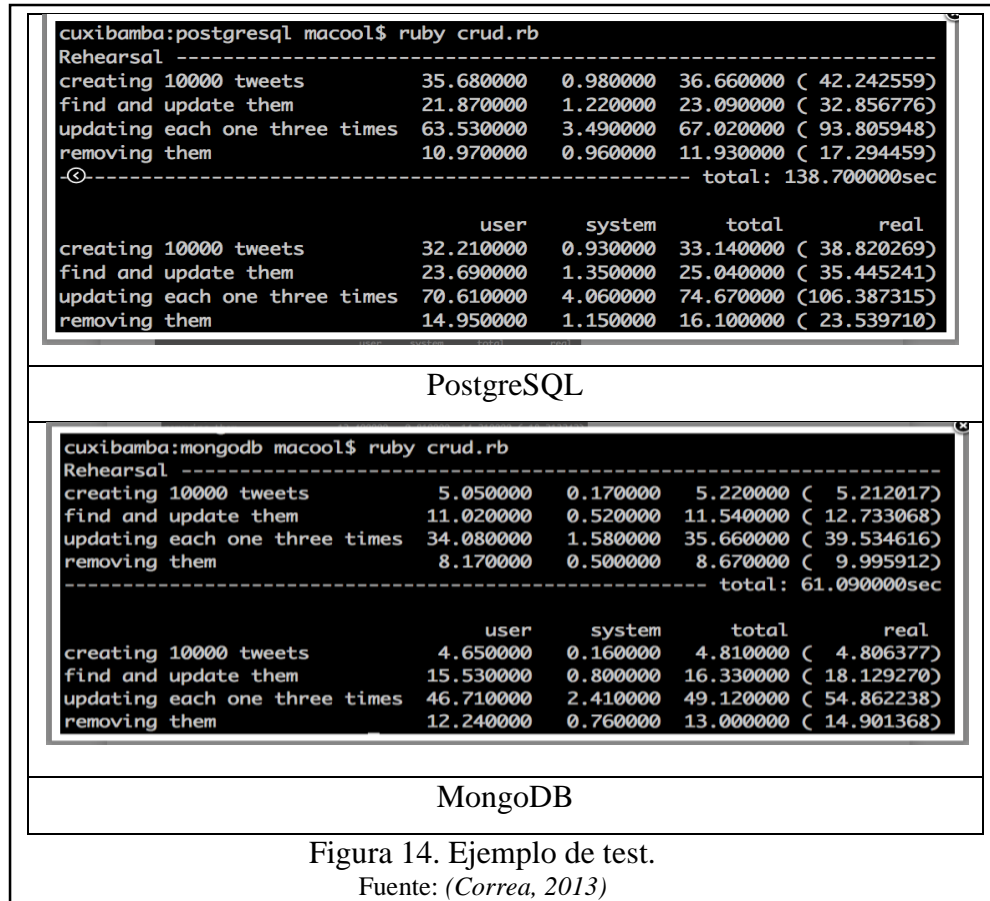 cuxibamba:postgresql macool$ ruby crud.rb
Rehearsal ------------------------------------------------------------------
creating 10000 tweets 35.680000 0.980000 36.660000 ( 42.242559)
find and update them 21.870000 1.220000 23.090000 ( 32.856776)
updating each one three times 63.530000 3.490000 67.020000 ( 93.805948)
removing them 10.970000 0.960000 11.930000 ( 17.294459)
------------------------------------------------------- total: 138.700000sec
user system total real
creating 10000 tweets 32.210000 0.930000 33.140000 ( 38.820269)
find and update them 23.690000 1.350000 25.040000 ( 35.445241)
updating each one three times 70.610000 4.060000 74.670000 (106.387315)
removing them 14.950000 1.150000 16.100000 ( 23.539710)
user system total real
PostgreSQL
cuxibamba:mongodb macool$ ruby crud.rb
Rehearsal ------------------------------------------------------------------
creating 10000 tweets 5.050000 0.170000 5.220000 ( 5.212017)
find and update them 11.020000 0.520000 11.540000 ( 12.733068)
updating each one three times 34.080000 1.580000 35.660000 ( 39.534616)
removing them 8.170000 0.500000 8.670000 ( 9.995912)
-------------------------------------------------------- total: 61.090000sec
user system total real
creating 10000 tweets 4.650000 0.160000 4.810000 ( 4.806377)
find and update them 15.530000 0.800000 16.330000 ( 18.129270)
updating each one three times 46.710000 2.410000 49.120000 ( 54.862238)
removing them 12.240000 0.760000 13.000000 ( 14.901368)
MongoDB
Figura 14. Ejemplo de test.
Fuente: (Correa, 2013)